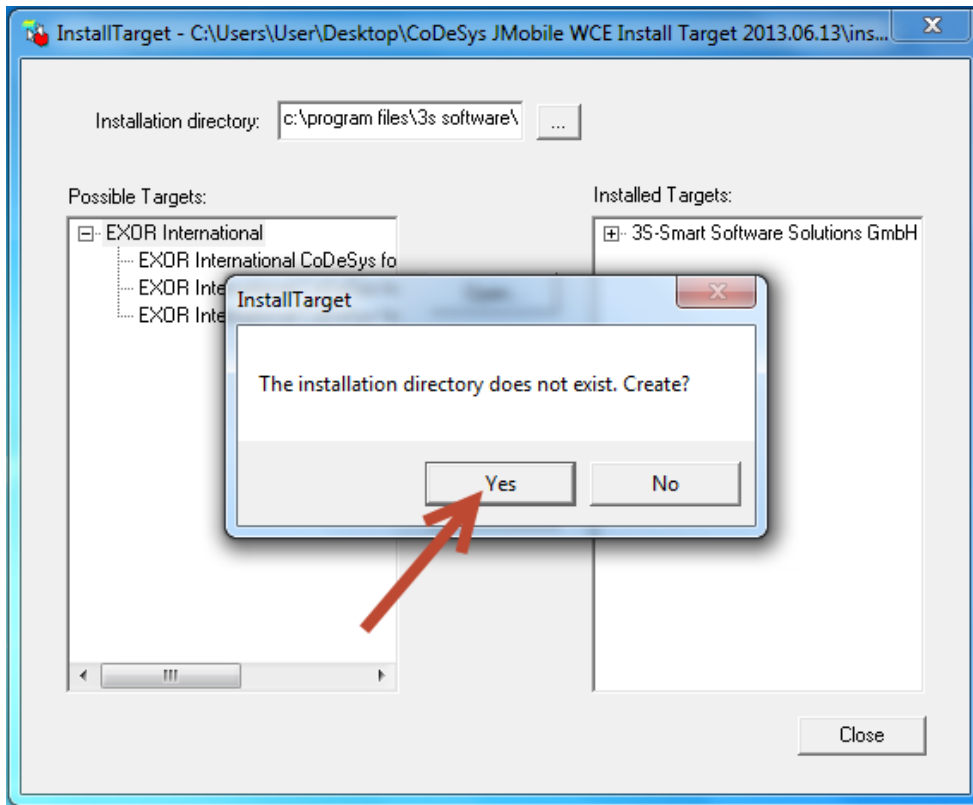 InstallTarget - C:\Users\User\Desktop\CoDeSys JMobile WCE Install Target 2013.06.13\ins...
Installation directory: c:\program files\3s software\ ...
Possible Targets:
Installed Targets:
EXOR International
3S-Smart Software Solutions GmbH
EXOR International CoDeSys fo
EXOR Inte
EXOR Inte
InstallTarget
The installation directory does not exist. Create?
Yes
No
Close